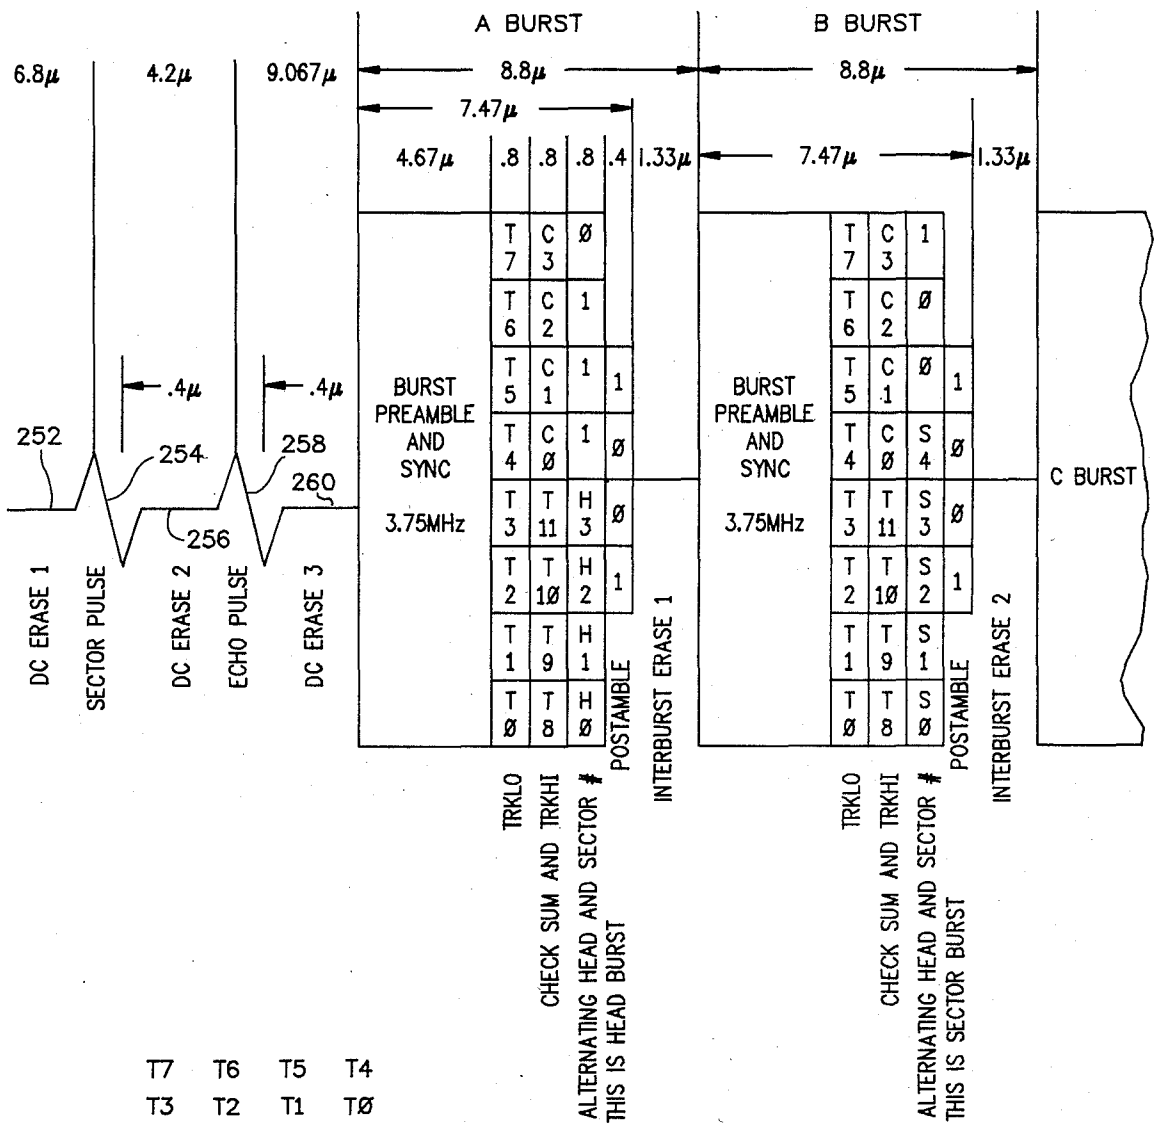 A BURST B BURST
6.8μ 4.2μ 9.067μ 8.8μ 8.8μ
7.47μ
4.67μ .8 .8 .8 .4 1.33μ 7.47μ 1.33μ
T7 C3 Ø T7 C3 1
T6 C2 1 T6 C2 Ø
T5 C1 1 1 T5 C1 Ø 1
T4 CØ 1 Ø T4 CØ S4 Ø
T3 T11 H3 Ø T3 T11 S3 Ø
T2 T1Ø H2 1 T2 T1Ø S2 1
T1 T9 H1 T1 T9 S1
TØ T8 HØ TØ T8 SØ
.4μ .4μ
BURST
PREAMBLE
AND
SYNC
3.75MHz
BURST
PREAMBLE
AND
SYNC
3.75MHz
C BURST
252 254 256 258 260
DC ERASE 1
SECTOR PULSE
DC ERASE 2
ECHO PULSE
DC ERASE 3
TRKLO
CHECK SUM AND TRKHI
ALTERNATING HEAD AND SECTOR #
THIS IS HEAD BURST
POSTAMBLE
INTERBURST ERASE 1
TRKLO
CHECK SUM AND TRKHI
ALTERNATING HEAD AND SECTOR #
THIS IS SECTOR BURST
POSTAMBLE
INTERBURST ERASE 2
T7 T6 T5 T4
T3 T2 T1 TØ